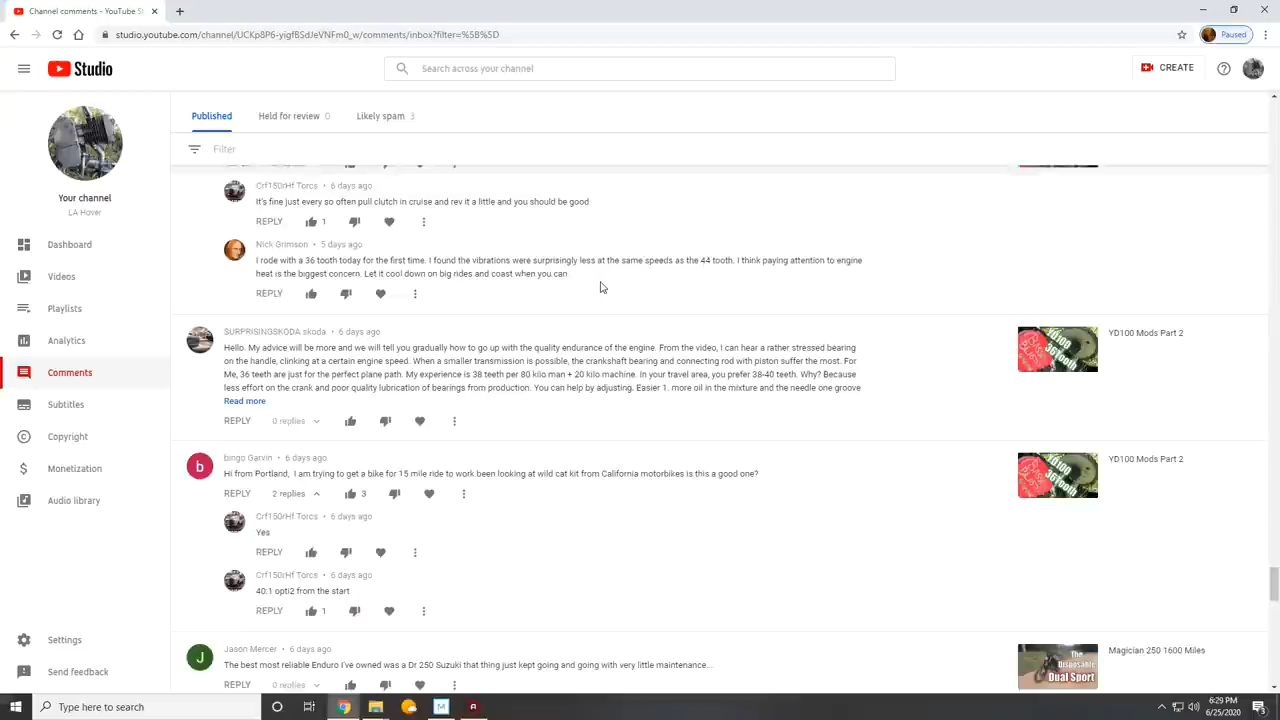 Channel comments - YouTube St
studio.youtube.com/channel/UCKp8P6-yigfBSdJeVNFm0_w/comments/inbox?filter=%5B%5D
Paused
Studio
Search across your channel
CREATE
Your channel
LA Hover
Dashboard
Videos
Playlists
Analytics
Comments
Subtitles
Copyright
Monetization
Audio library
Settings
Send feedback
Published
Held for review 0
Likely spam 3
Filter
Crf150rHf Torcs • 6 days ago
It's fine just every so often pull clutch in cruise and rev it a little and you should be good
REPLY 1
Nick Grimson • 5 days ago
I rode with a 36 tooth today for the first time. I found the vibrations were surprisingly less at the same speeds as the 44 tooth. I think paying attention to engine
heat is the biggest concern. Let it cool down on big rides and coast when you can
REPLY
SURPRISINGSKODA skoda • 6 days ago
Hello. My advice will be more and we will tell you gradually how to go up with the quality endurance of the engine. From the video, I can hear a rather stressed bearing
on the handle, clinking at a certain engine speed. When a smaller transmission is possible, the crankshaft bearing and connecting rod with piston suffer the most. For
Me, 36 teeth are just for the perfect plane path. My experience is 38 teeth per 80 kilo man + 20 kilo machine. In your travel area, you prefer 38-40 teeth. Why? Because
less effort on the crank and poor quality lubrication of bearings from production. You can help by adjusting. Easier 1. more oil in the mixture and the needle one groove
Read more
REPLY 0 replies
YD100 Mods Part 2
YD100
36Tooth
bingo Garvin • 6 days ago
Hi from Portland, I am trying to get a bike for 15 mile ride to work been looking at wild cat kit from California motorbikes is this a good one?
REPLY 2 replies 3
YD100 Mods Part 2
YD100
36Tooth
Crf150rHf Torcs • 6 days ago
Yes
REPLY
Crf150rHf Torcs • 6 days ago
40:1 opti2 from the start
REPLY 1
Jason Mercer • 6 days ago
The best most reliable Enduro I've owned was a Dr 250 Suzuki that thing just kept going and going with very little maintenance...
REPLY 0 replies
Magician 250 1600 Miles
The
Disposable
Dual Sport
b
J
Type here to search
6:29 PM
6/25/2020
3